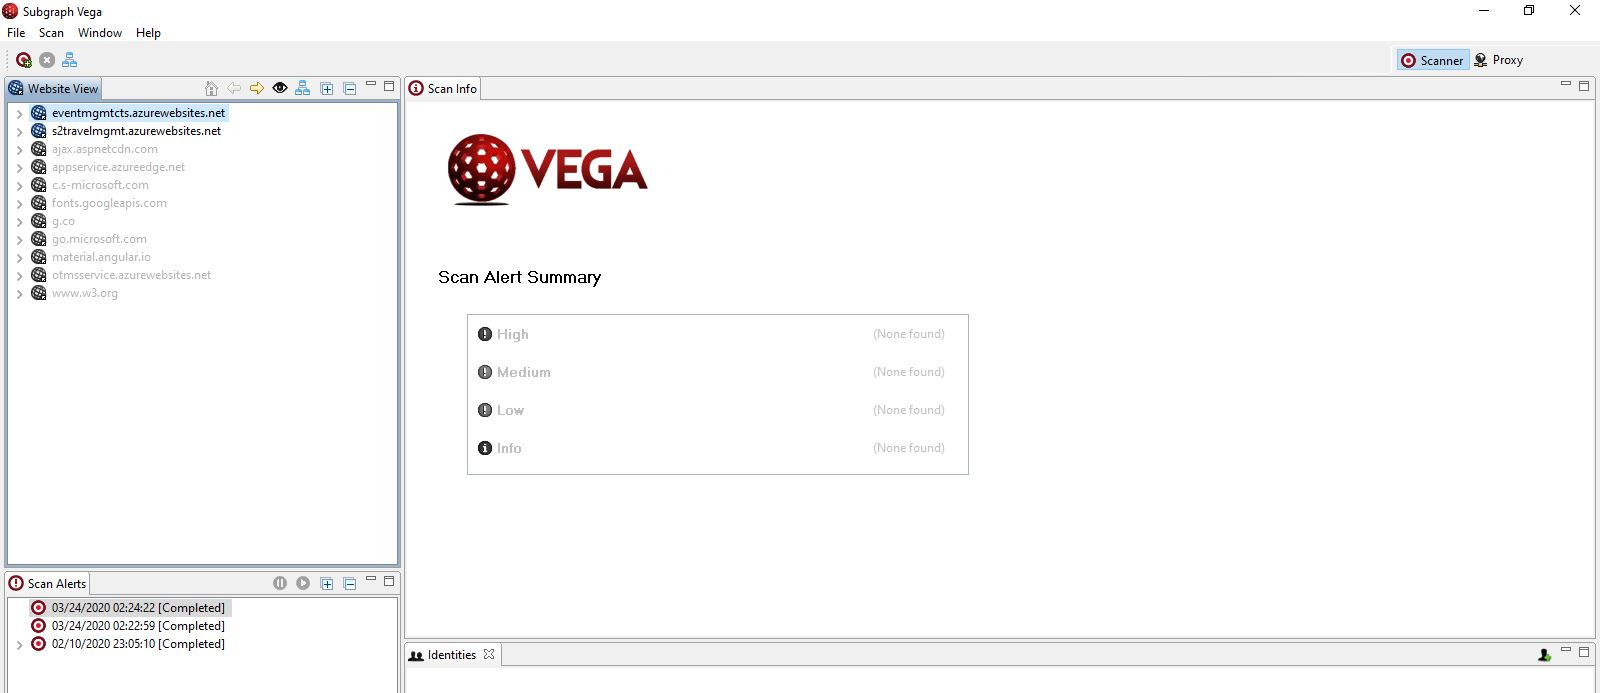 Subgraph Vega
File Scan Window Help
Scanner Proxy
Website View
eventmgmtcts.azurewebsites.net
s2travelmgmt.azurewebsites.net
ajax.aspnetcdn.com
appservice.azureedge.net
c.s-microsoft.com
fonts.googleapis.com
g.co
go.microsoft.com
material.angular.io
otmsservice.azurewebsites.net
www.w3.org
Scan Alerts
03/24/2020 02:24:22 [Completed]
03/24/2020 02:22:59 [Completed]
02/10/2020 23:05:10 [Completed]
Scan Info
VEGA
Scan Alert Summary
High (None found)
Medium (None found)
Low (None found)
Info (None found)
Identities